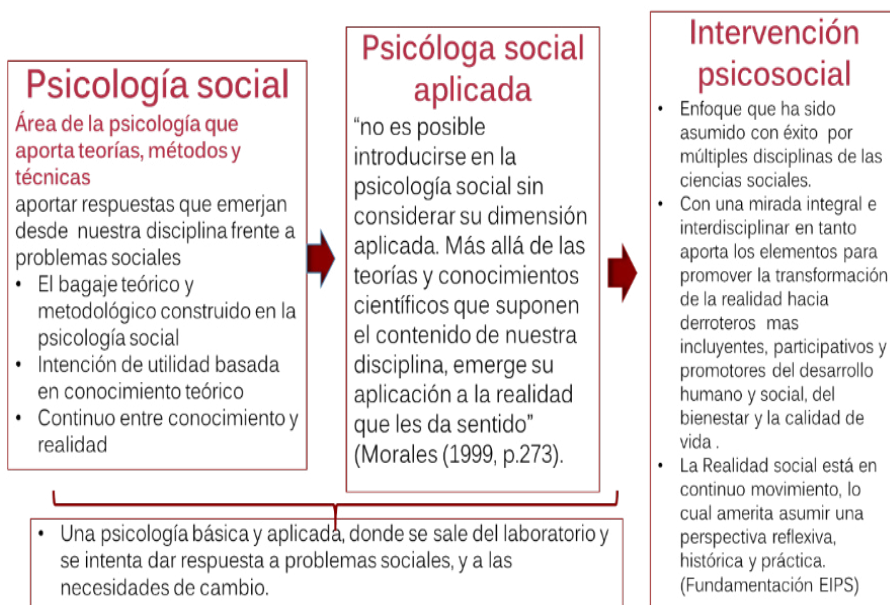 Psicología social
Área de la psicología que
aporta teorías, métodos y
técnicas
aportar respuestas que emerjan
desde nuestra disciplina frente a
problemas sociales
• El bagaje teórico y
metodológico construido en la
psicología social
• Intención de utilidad basada
en conocimiento teórico
• Continuo entre conocimiento y
realidad
Psicóloga social
aplicada
“no es posible
introducirse en la
psicología social sin
considerar su dimensión
aplicada. Más allá de las
teorías y conocimientos
científicos que suponen
el contenido de nuestra
disciplina, emerge su
aplicación a la realidad
que les da sentido”
(Morales (1999, p.273).
Intervención
psicosocial
• Enfoque que ha sido
asumido con éxito por
múltiples disciplinas de las
ciencias sociales.
• Con una mirada integral e
interdisciplinar en tanto
aporta los elementos para
promover la transformación
de la realidad hacia
derroteros mas
incluyentes, participativos y
promotores del desarrollo
humano y social, del
bienestar y la calidad de
vida .
• La Realidad social está en
continuo movimiento, lo
cual amerita asumir una
perspectiva reflexiva,
histórica y práctica.
(Fundamentación EIPS)
• Una psicología básica y aplicada, donde se sale del laboratorio y
se intenta dar respuesta a problemas sociales, y a las
necesidades de cambio.